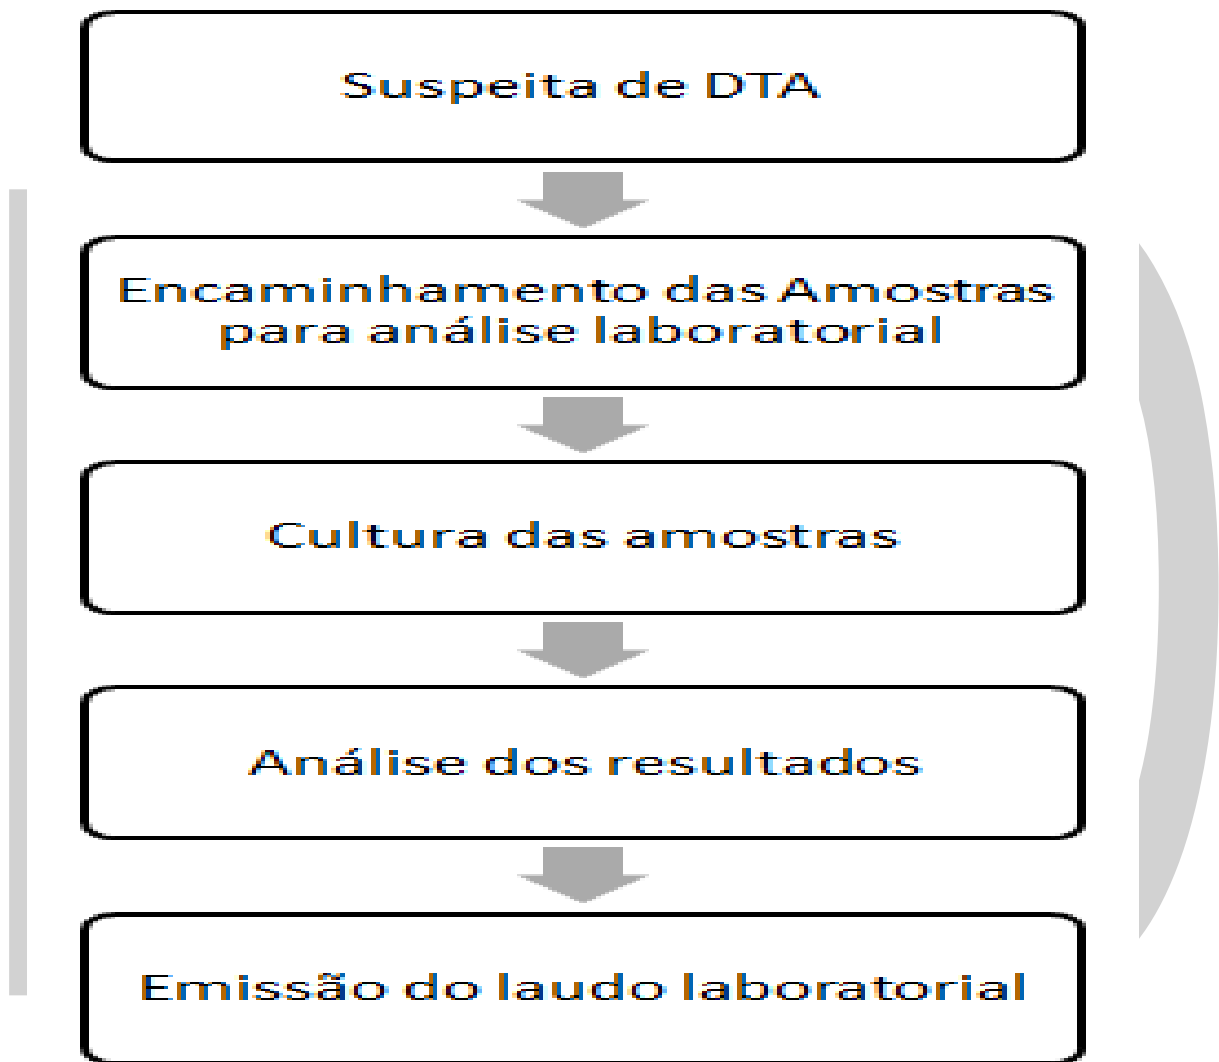 Suspeita de DTA
Encaminhamento das Amostras
para análise laboratorial
Cultura das amostras
Análise dos resultados
Emissão do laudo laboratorial